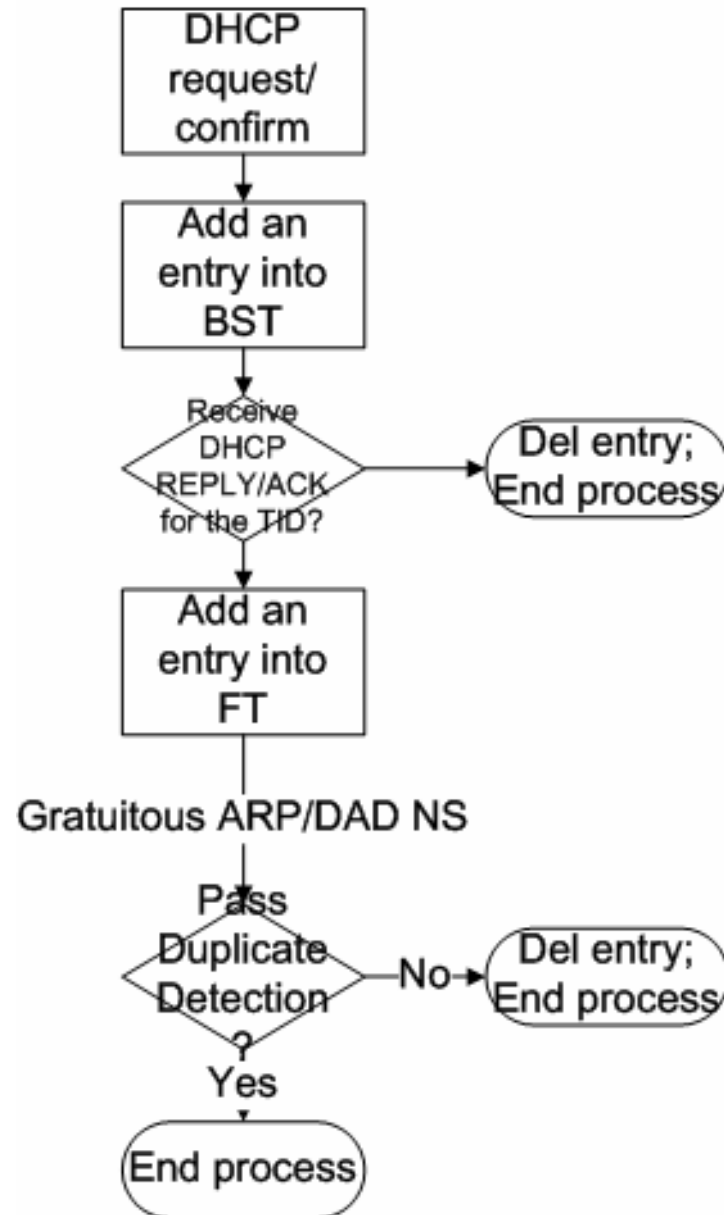 DHCP
request/
confirm
Add an
entry into
BST
Receive
DHCP
REPLY/ACK
for the TID?
Del entry;
End process
Add an
entry into
FT
Gratuitous ARP/DAD NS
Pass
Duplicate
Detection
?
No
Del entry;
End process
Yes
End process